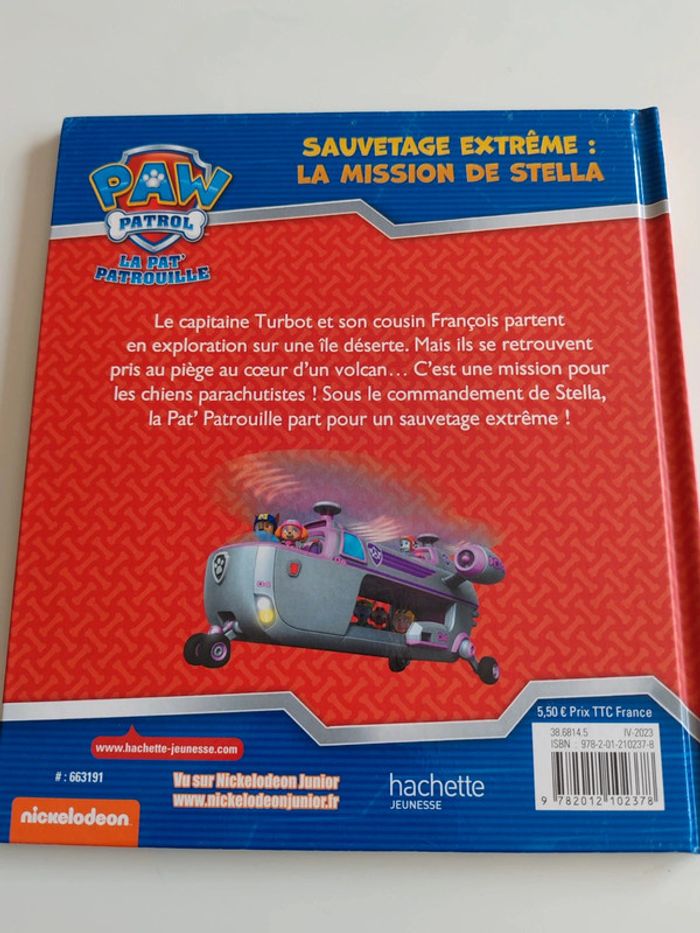 PAW
PATROL
LA PAT'
PATROUILLE
SAUVETAGE EXTRÊME :
LA MISSION DE STELLA
Le capitaine Turbot et son cousin François partent
en exploration sur une île déserte. Mais ils se retrouvent
pris au piège au cœur d'un volcan… C'est une mission pour
les chiens parachutistes ! Sous le commandement de Stella,
la Pat' Patrouille part pour un sauvetage extrême !
5,50 € Prix TTC France
38.6814.5 IV-2023
ISBN : 978-2-01-210237-8
9 782012 102378
www.hachette-jeunesse.com
# : 663191
Vu sur Nickelodeon Junior
www.nickelodeonjunior.fr
hachette
JEUNESSE
nickelodeon